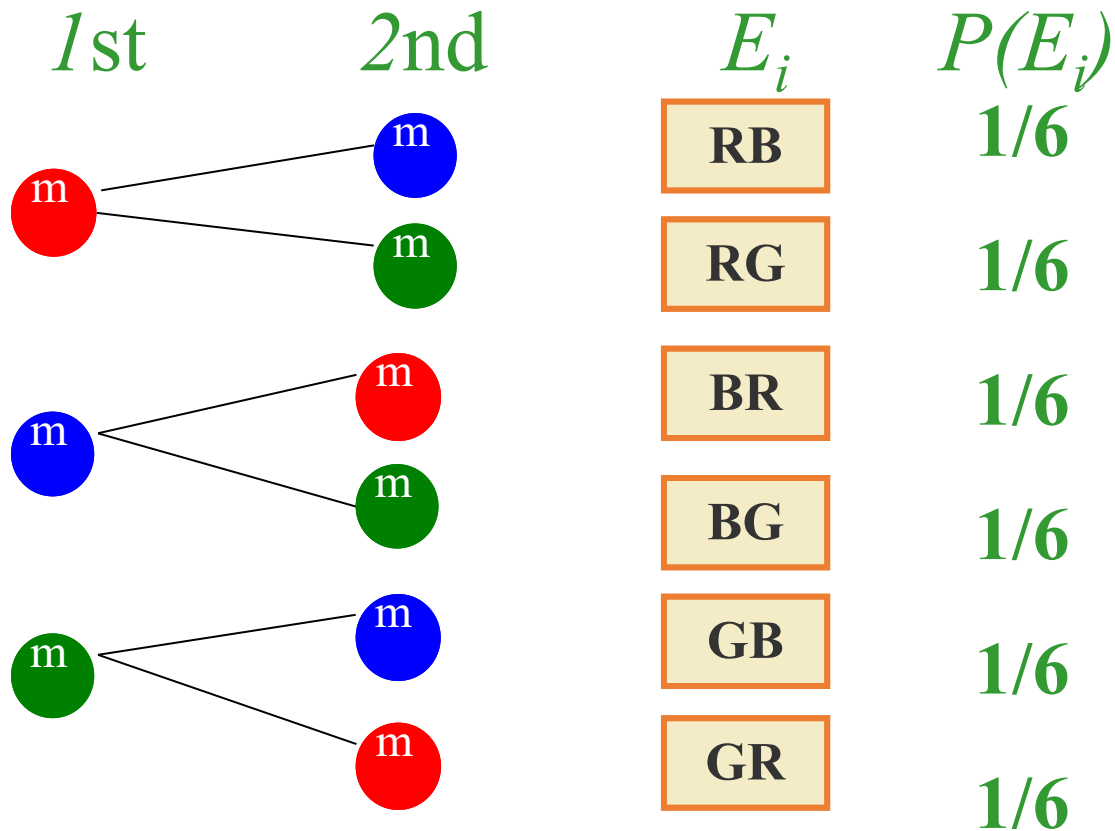 1st 2nd Ei P(Ei)
m RB 1/6
m
m RG 1/6
m BR 1/6
m
m BG 1/6
m GB 1/6
m
m GR 1/6